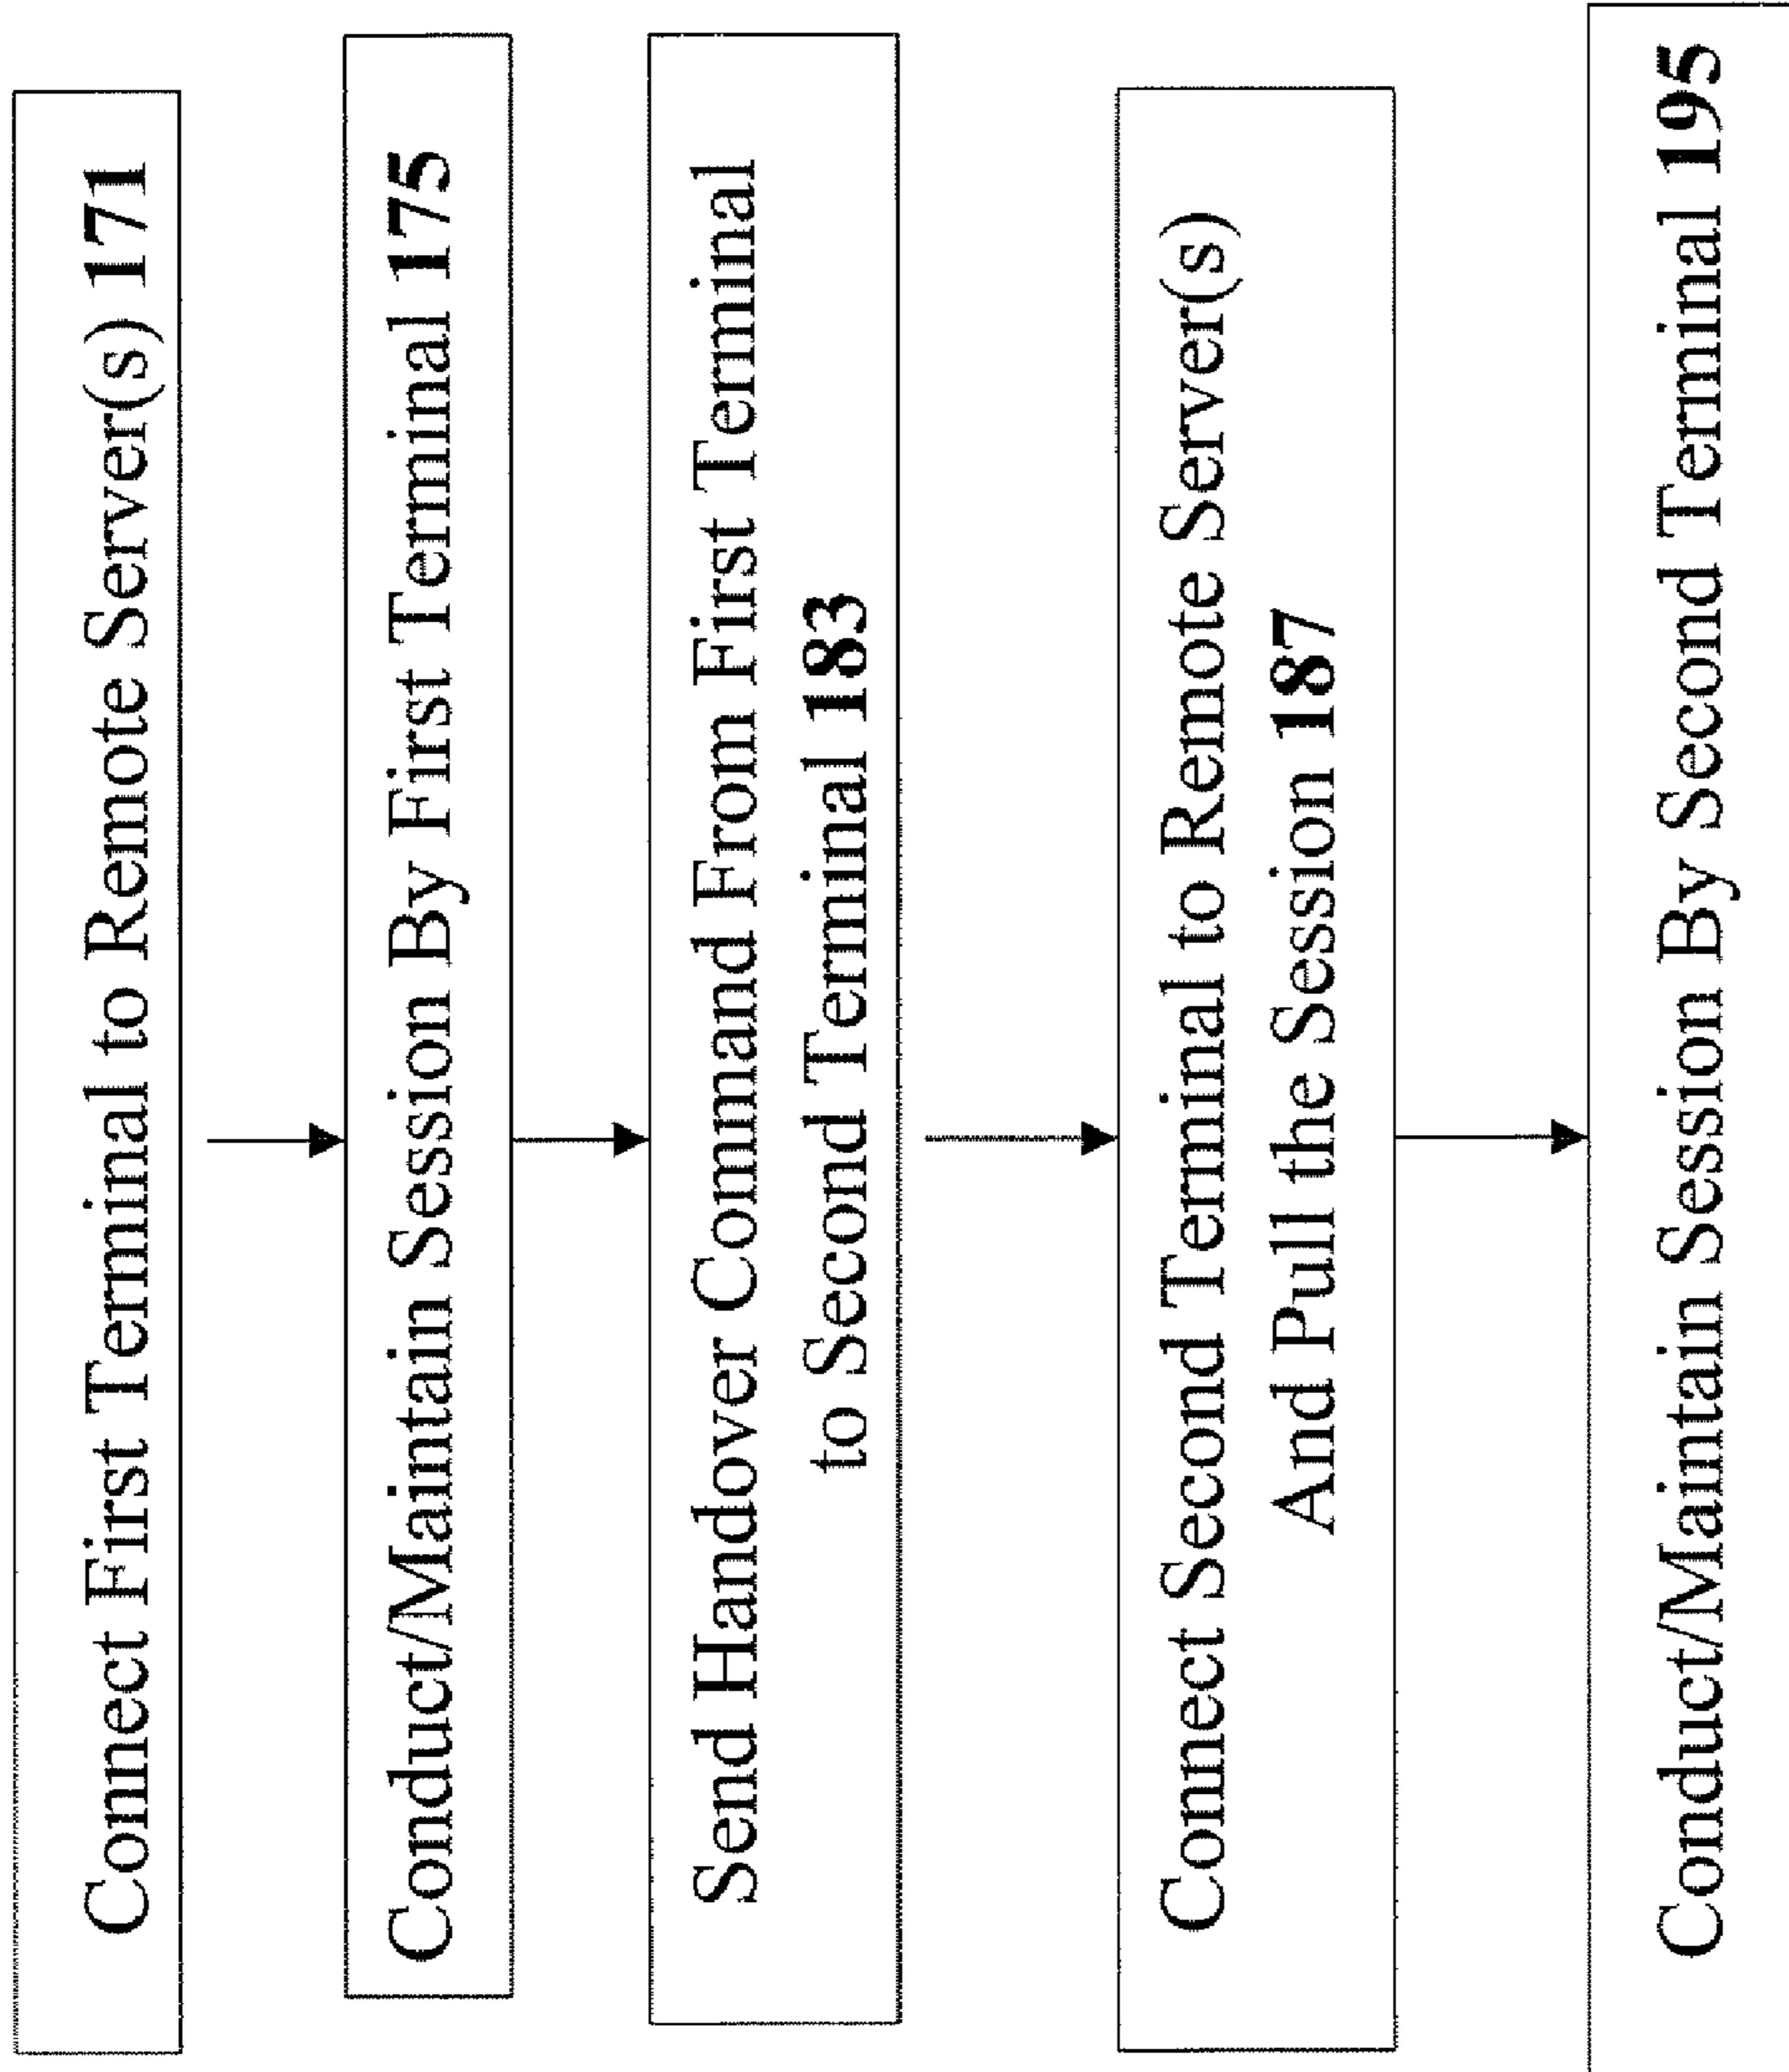 Connect First Terminal to Remote Server(s) 171
Conduct/Maintain Session By First Terminal 175
Send Handover Command From First Terminal
to Second Terminal 183
Connect Second Terminal to Remote Server(s)
And Pull the Session 187
Conduct/Maintain Session By Second Terminal 195